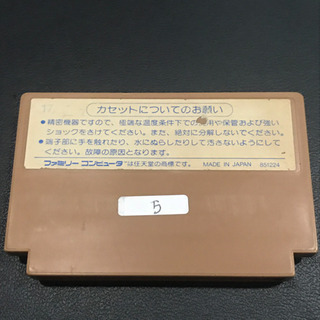 カセットについてのお願い
●精密機器ですので、極端な温度条件下での使用や保管および強い
ショックをさけてください。また、絶対に分解しないでください。
●端子部に手を触れたり、水にぬらしたりして汚さないようにして
ください。故障の原因となります。
ファミリーコンピュータは任天堂の商標です。 MADE IN JAPAN 851224
5